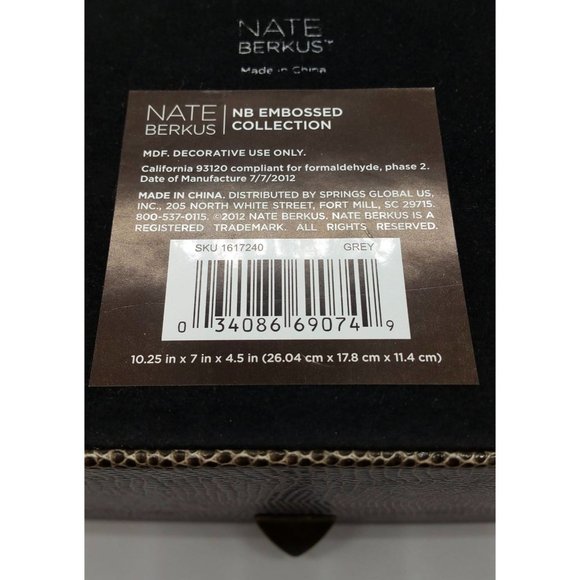 NATE
BERKUS™
Made in China
NATE
BERKUS
NB EMBOSSED
COLLECTION
MDF. DECORATIVE USE ONLY.
California 93120 compliant for formaldehyde, phase 2.
Date of Manufacture 7/7/2012
MADE IN CHINA. DISTRIBUTED BY SPRINGS GLOBAL US,
INC., 205 NORTH WHITE STREET, FORT MILL, SC 29715.
800-537-0115. ©2012 NATE BERKUS. NATE BERKUS IS A
REGISTERED TRADEMARK. ALL RIGHTS RESERVED.
SKU 1617240 GREY
0 34086 69074 9
10.25 in x 7 in x 4.5 in (26.04 cm x 17.8 cm x 11.4 cm)